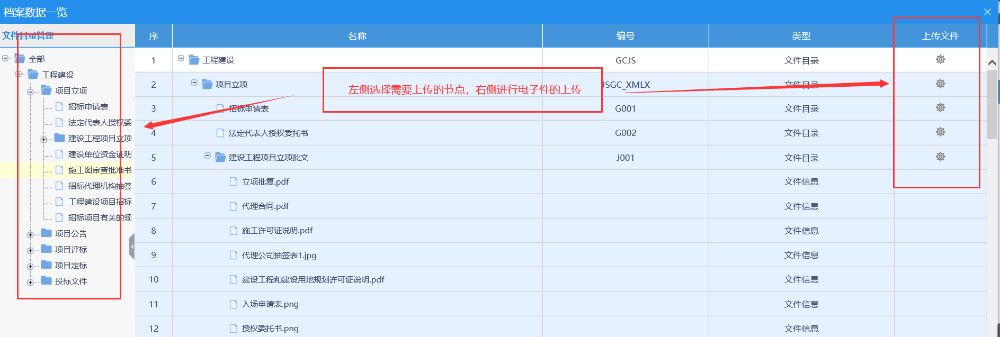 档案数据一览
文件目录管理
全部
工程建设
项目立项
招标申请表
法定代表人授权委
建设工程项目立项
建设单位资金证明
施工图审查批准书
招标代理机构抽签
工程建设项目招标
招标项目有关的领
项目公告
项目评标
项目定标
投标文件
序 名称 编号 类型 上传文件
1 工程建设 GCJS 文件目录
2 项目立项 JSGC_XMLX 文件目录
左侧选择需要上传的节点，右侧进行电子件的上传
3 招标申请表 G001 文件目录
4 法定代表人授权委托书 G002 文件目录
5 建设工程项目立项批文 J001 文件目录
6 立项批复.pdf 文件信息
7 代理合同.pdf 文件信息
8 施工许可证说明.pdf 文件信息
9 代理公司抽签表1.jpg 文件信息
10 建设工程和建设用地规划许可证说明.pdf 文件信息
11 入场申请表.png 文件信息
12 授权委托书.png 文件信息